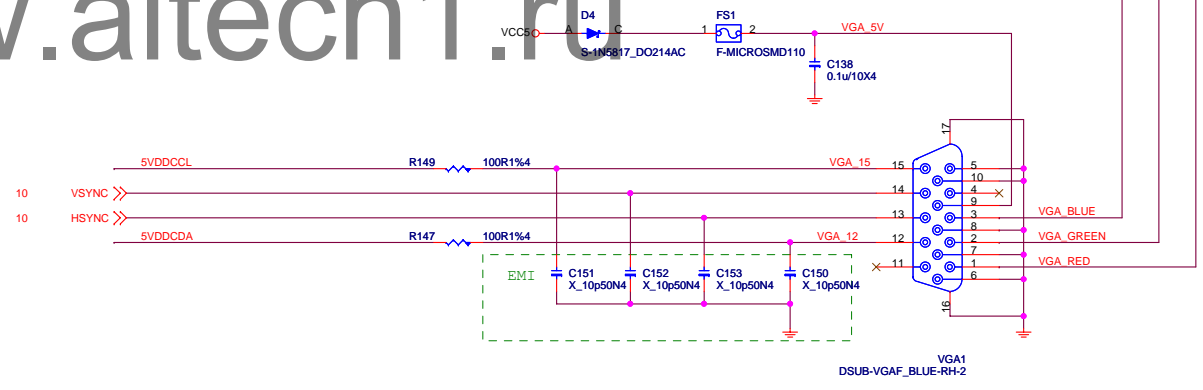 w.altech1.ru
D4
FS1
VCC5
A
C
1
2
VGA_5V
S-1N5817_DO214AC
F-MICROSMD110
C138
0.1u/10X4
17
5VDDCCL
R149
100R1%4
VGA_15
15
5
10
10
VSYNC
14
4
9
10
HSYNC
13
3
VGA_BLUE
8
5VDDCDA
R147
100R1%4
VGA_12
12
2
VGA_GREEN
7
11
1
VGA_RED
6
EMI
C151
X_10p50N4
C152
X_10p50N4
C153
X_10p50N4
C150
X_10p50N4
16
VGA1
DSUB-VGAF_BLUE-RH-2